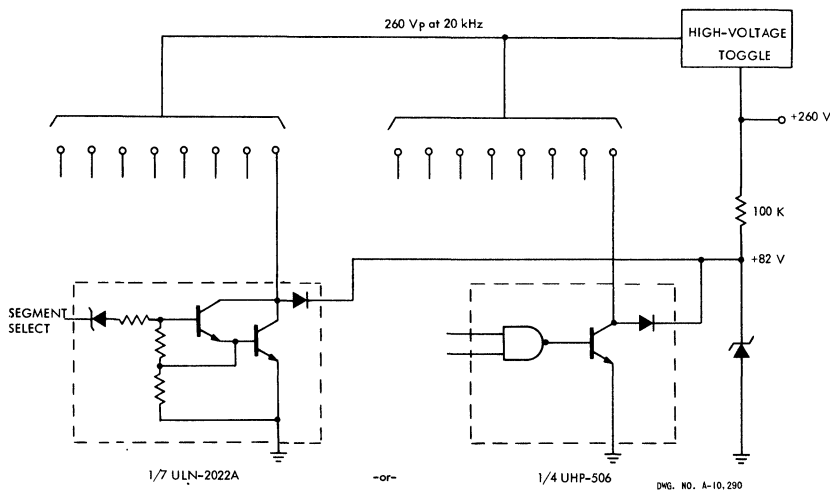 260 Vp at 20 kHz
HIGH-VOLTAGE
TOGGLE
+260 V
100 K
+82 V
SEGMENT
SELECT
1/7 ULN-2022A
-or-
1/4 UHP-506
DWG. NO. A-10,290